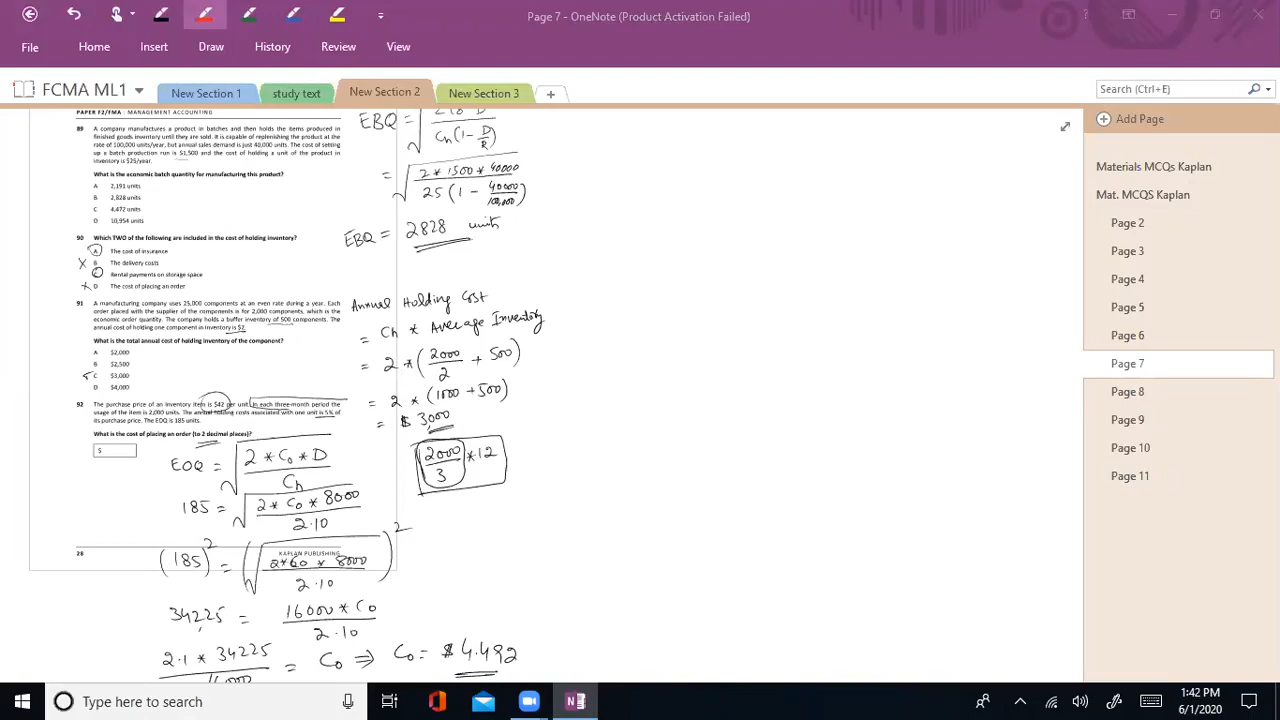 Page 7 - OneNote (Product Activation Failed)
File Home Insert Draw History Review View
FCMA ML1 New Section 1 study text New Section 2 New Section 3
Search (Ctrl+E)
Add Page
Materials MCQs Kaplan
Mat. MCQS Kaplan
Page 2
Page 3
Page 4
Page 5
Page 6
Page 7
Page 8
Page 9
Page 10
Page 11
PAPER F2/FMA : MANAGEMENT ACCOUNTING
89 A company manufactures a product in batches and then holds the items produced in
finished goods inventory until they are sold. It is capable of replenishing the product at the
rate of 100,000 units/year, but annual sales demand is just 40,000 units. The cost of setting
up a batch production run is $1,500 and the cost of holding a unit of the product in
inventory is $25/year.
What is the economic batch quantity for manufacturing this product?
A 2,191 units
B 2,828 units
C 4,472 units
D 10,954 units
90 Which TWO of the following are included in the cost of holding inventory?
A The cost of insurance
X B The delivery costs
C Rental payments on storage space
X D The cost of placing an order
91 A manufacturing company uses 25,000 components at an even rate during a year. Each
order placed with the supplier of the components is for 2,000 components, which is the
economic order quantity. The company holds a buffer inventory of 500 components. The
annual cost of holding one component in inventory is $2.
What is the total annual cost of holding inventory of the component?
A $2,000
B $2,500
C $3,000
D $4,000
92 The purchase price of an inventory item is $42 per unit. In each three-month period the
usage of the item is 2,000 units. The annual holding costs associated with one unit is 5% of
its purchase price. The EOQ is 185 units.
What is the cost of placing an order (to 2 decimal places)?
$
28 KAPLAN PUBLISHING
EBQ = √
Ch (1 - D/R)
= √ 2 * 1500 * 40000
25 (1 - 40000/100,000)
EBQ = 2828 units
Annual Holding Cost
= Ch * Average Inventory
= 2 * (2000/2 + 500)
= 2 * (1000 + 500)
= $ 3,000
2000/3 * 12
EOQ = √ 2 * Co * D
Ch
185 = √ 2 * Co * 8000
2.10
(185)² = (√ 2*Co * 8000
2.10 )²
34225 = 16000 * Co
2.10
2.1 * 34225 = Co ⇒ Co = $ 4.492
16000
Type here to search
1:42 PM
6/1/2020